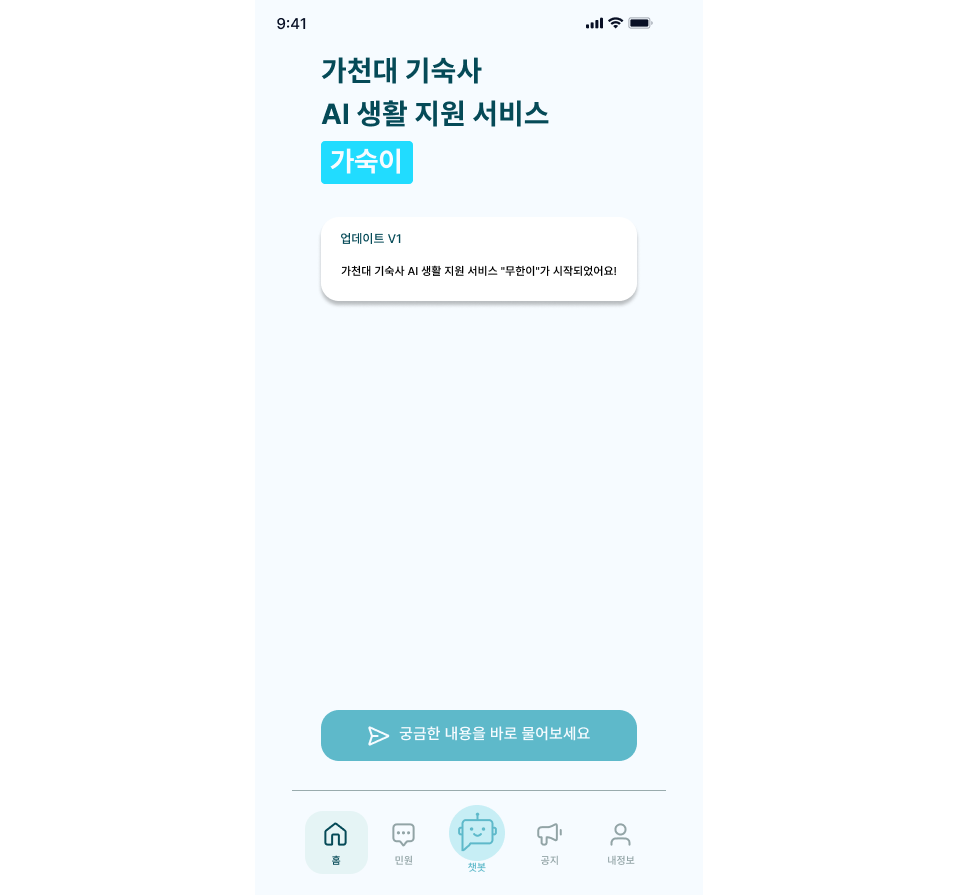 9:41
가천대 기숙사
AI 생활 지원 서비스
가숙이
업데이트 V1
가천대 기숙사 AI 생활 지원 서비스 "무한이"가 시작되었어요!
궁금한 내용을 바로 물어보세요
홈
민원
챗봇
공지
내정보